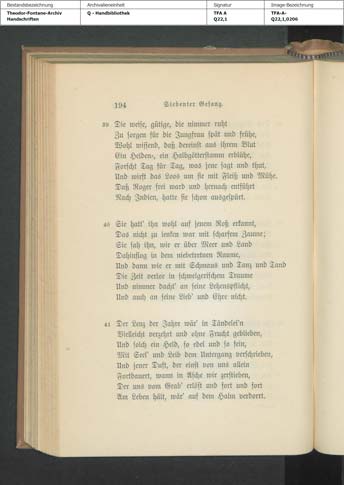 Bestandsbezeichnung Archivalieneinheit Signatur Image-Bezeichnung
Theodor-Fontane-Archiv Q - Handbibliothek TFA A TFA-A-
Handschriften Q22,1 Q22,1,0206
194 Siebenter Gesang.
39 Die weise, gütige, die nimmer ruht
Zu sorgen für die Jungfrau spät und frühe,
Wohl wissend, daß dereinst aus ihrem Blut
Ein Helden-, ein Halbgötterstamm erblühe,
Forscht Tag für Tag, was jene sagt und thut,
Und wirft das Loos um sie mit Fleiß und Mühe.
Daß Roger frei ward und hernach entführt
Nach Indien, hatte sie schon ausgespürt.
40 Sie hatt' ihn wohl auf jenem Roß erkannt,
Das nicht zu lenken war mit scharfem Zaume;
Sie sah ihn, wie er über Meer und Land
Dahinflog in dem niebetretnen Raume,
Und dann wie er mit Schmaus und Tanz und Tand
Die Zeit verlor in schwelgerischem Traume
Und nimmer dacht' an seine Lehenspflicht,
Und auch an seine Lieb' und Ehre nicht.
41 Der Lenz der Jahre wär' in Tändelei'n
Vielleicht verzehrt und ohne Frucht geblieben,
Und solch ein Held, so edel und so fein,
Mit Seel' und Leib dem Untergang verschrieben,
Und jener Duft, der einst von uns allein
Fortdauert, wann in Asche wir zerstieben,
Der uns vom Grab' erlöst und fort und fort
Am Leben hält, wär' auf dem Halm verdorrt.